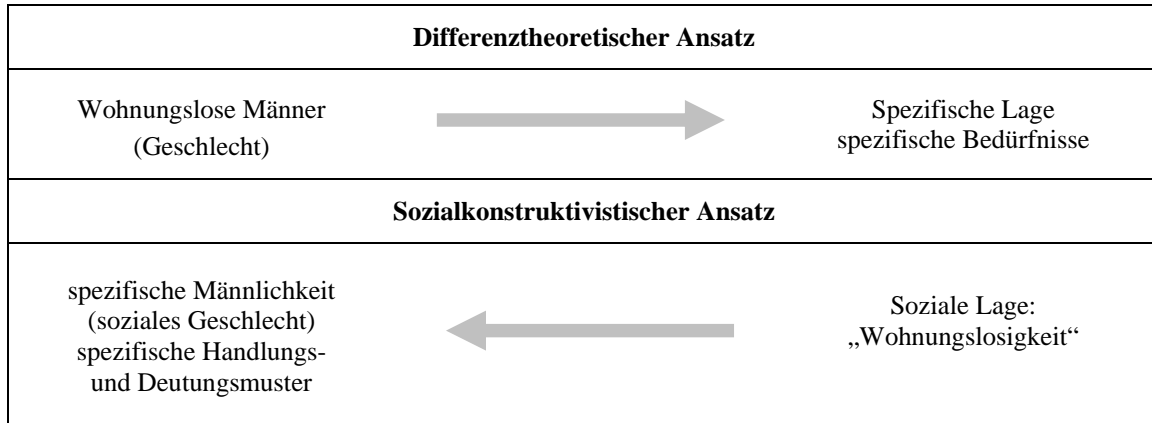 Differenztheoretischer Ansatz
Wohnungslose Männer
(Geschlecht)
Spezifische Lage
spezifische Bedürfnisse
Sozialkonstruktivistischer Ansatz
spezifische Männlichkeit
(soziales Geschlecht)
spezifische Handlungs-
und Deutungsmuster
Soziale Lage:
„Wohnungslosigkeit“